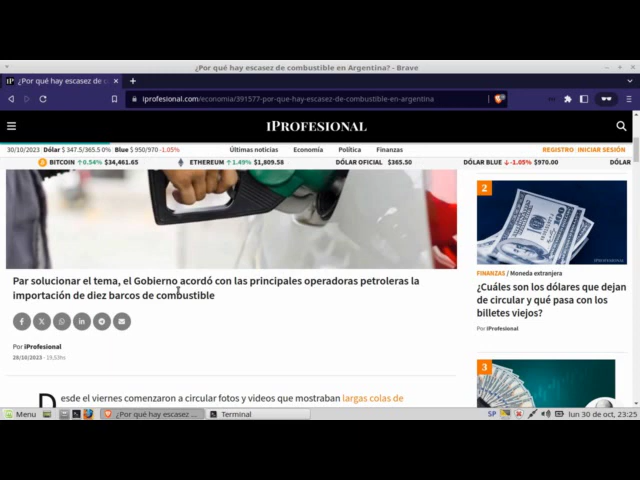 ¿Por qué hay escasez de combustible en Argentina? - Brave
iP ¿Por qué hay escasez de c
iprofesional.com/economia/391577-por-que-hay-escasez-de-combustible-en-argentina
iPROFESIONAL
30/10/2023 Dólar $ 347.5/365.5 0% Blue $ 950/970 -1.05% Últimas noticias Economía Política Finanzas REGISTRO INICIAR SESIÓN
BITCOIN ↑0.54% $34,461.65 ETHEREUM ↑1.49% $1,809.58 DÓLAR OFICIAL $365.50 DÓLAR BLUE ↓-1.05% $970.00 DÓLAR
2
Par solucionar el tema, el Gobierno acordó con las principales operadoras petroleras la
importación de diez barcos de combustible
Por iProfesional
28/10/2023 - 19,53hs
Desde el viernes comenzaron a circular fotos y videos que mostraban largas colas de
FINANZAS / Moneda extranjera
¿Cuáles son los dólares que dejan
de circular y qué pasa con los
billetes viejos?
Por iProfesional
3
Menu ¿Por qué hay escasez ... Terminal SP lun 30 de oct, 23:25